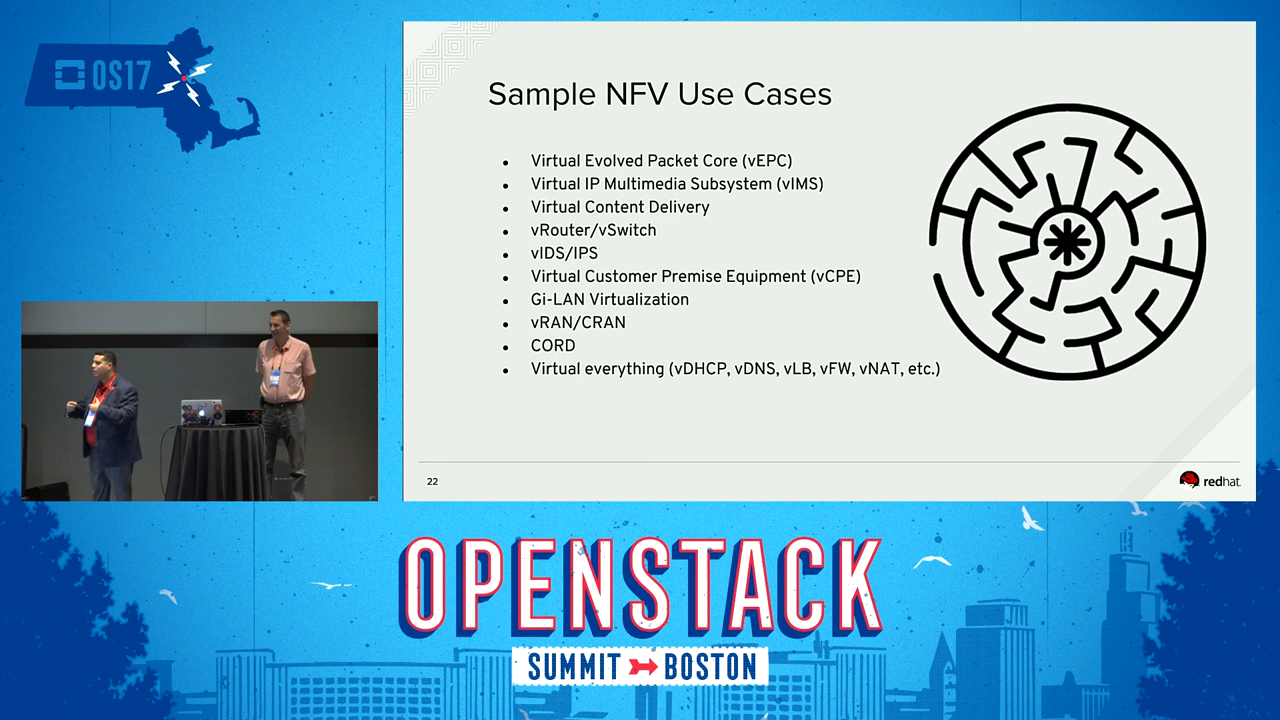 OS17
Sample NFV Use Cases
• Virtual Evolved Packet Core (vEPC)
• Virtual IP Multimedia Subsystem (vIMS)
• Virtual Content Delivery
• vRouter/vSwitch
• vIDS/IPS
• Virtual Customer Premise Equipment (vCPE)
• Gi-LAN Virtualization
• vRAN/CRAN
• CORD
• Virtual everything (vDHCP, vDNS, vLB, vFW, vNAT, etc.)
22
redhat.
OPENSTACK
SUMMIT BOSTON